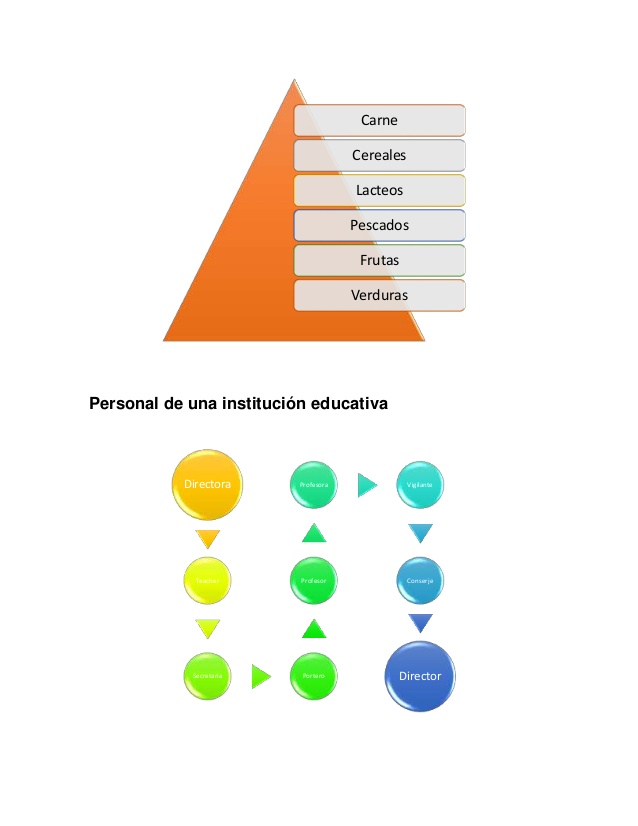 Carne
Cereales
Lacteos
Pescados
Frutas
Verduras
Personal de una institución educativa
Directora
Teacher
Secretaria
Portero
Profesor
Profesora
Vigilante
Conserje
Director